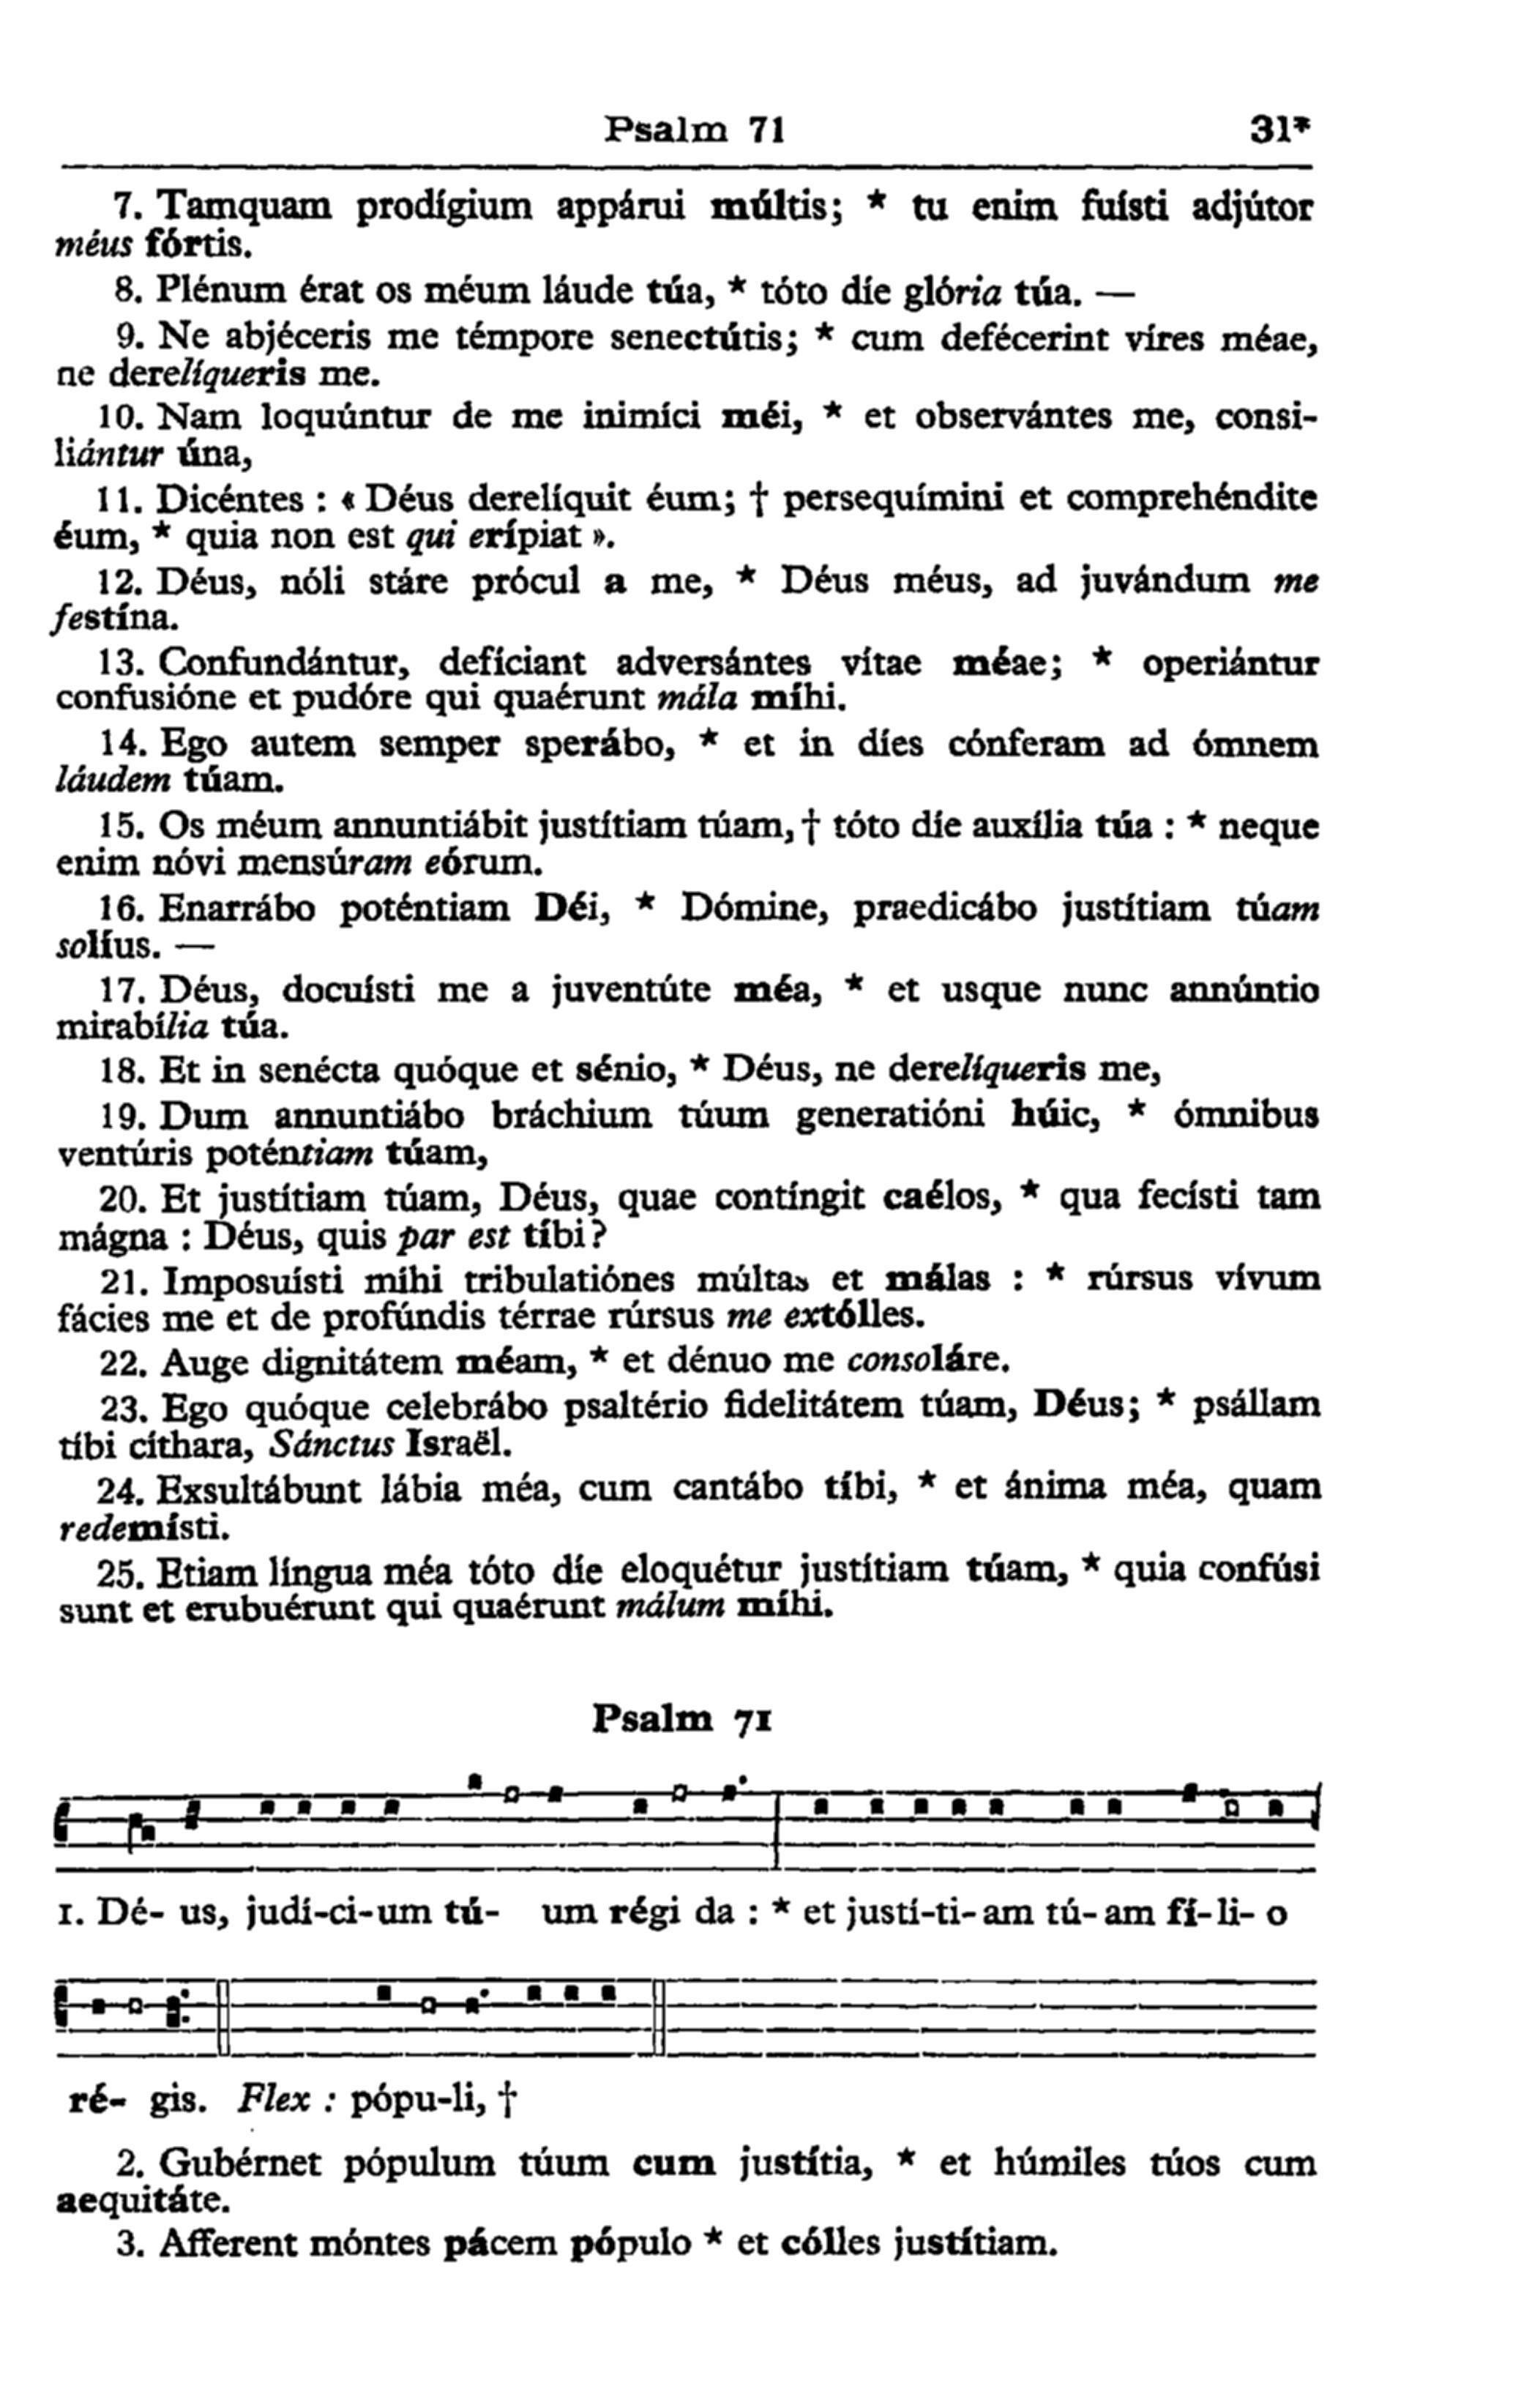 Psalm 71 31*
7. Tamquam prodígium appárui múltis; * tu enim fuísti adjútor
méus fórtis.
8. Plénum érat os méum láude túa, * tóto díe glória túa. —
9. Ne abjéceris me témpore senectútis; * cum defécerint víres méae,
ne derelíqueris me.
10. Nam loquúntur de me inimíci méi, * et observántes me, consi-
liántur úna,
11. Dicéntes : « Déus derelíquit éum; † persequímini et comprehéndite
éum, * quia non est qui erípiat ».
12. Déus, nóli stáre prócul a me, * Déus méus, ad juvándum me
festína.
13. Confundántur, defíciant adversántes vítae méae; * operiántur
confusióne et pudóre qui quaérunt mála míhi.
14. Ego autem semper sperábo, * et in díes cónferam ad ómnem
láudem túam.
15. Os méum annuntiábit justítiam túam, † tóto díe auxília túa : * neque
enim nóvi mensúram eórum.
16. Enarrábo poténtiam Déi, * Dómine, praedicábo justítiam túam
solíus. —
17. Déus, docuísti me a juventúte méa, * et usque nunc annúntio
mirabília túa.
18. Et in senécta quóque et sénio, * Déus, ne derelíqueris me,
19. Dum annuntiábo bráchium túum generatióni húic, * ómnibus
ventúris poténtiam túam,
20. Et justítiam túam, Déus, quae contíngit caélos, * qua fecísti tam
mágna : Déus, quis par est tíbi?
21. Imposuísti míhi tribulatiónes múltas et málas : * rúrsus vívum
fácies me et de profúndis térrae rúrsus me extólles.
22. Auge dignitátem méam, * et dénuo me consoláre.
23. Ego quóque celebrábo psaltério fidelitátem túam, Déus; * psállam
tíbi cíthara, Sánctus Israël.
24. Exsultábunt lábia méa, cum cantábo tíbi, * et ánima méa, quam
redemísti.
25. Etiam língua méa tóto díe eloquétur justítiam túam, * quia confúsi
sunt et erubuérunt qui quaérunt málum míhi.
Psalm 71
1. Dé- us, judí-ci-um tú- um régi da : * et justí-ti-am tú-am fí-li- o
ré- gis. Flex : pópu-li, †
2. Gubérnet pópulum túum cum justítia, * et húmiles túos cum
aequitáte.
3. Afferent móntes pácem pópulo * et cólles justítiam.